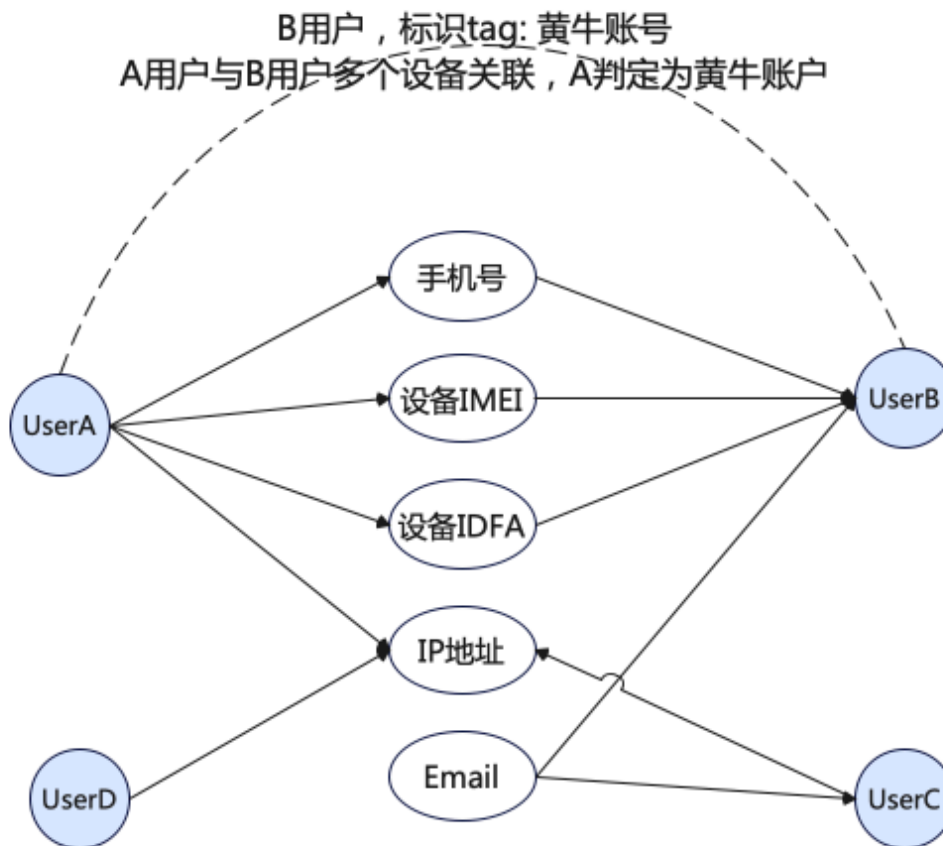 B用户，标识tag: 黄牛账号
A用户与B用户多个设备关联，A判定为黄牛账户
手机号
设备IMEI
UserB
UserA
设备IDFA
IP地址
Email
UserD
UserC